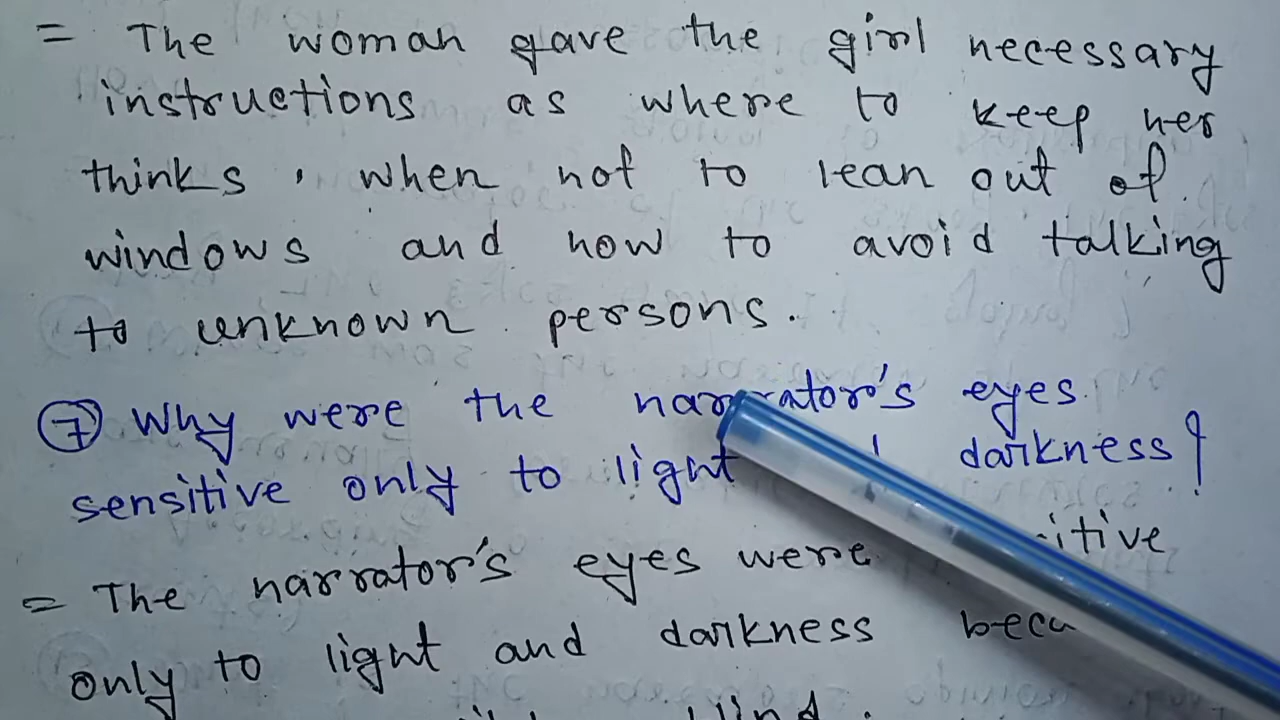 = The woman gave the girl necessary
instructions as where to keep her
thinks, when not to lean out of
windows and how to avoid talking
to unknown persons.
⑦ Why were the narrator's eyes
sensitive only to light darkness?
= The narrator's eyes were
only to light and darkness
blind.